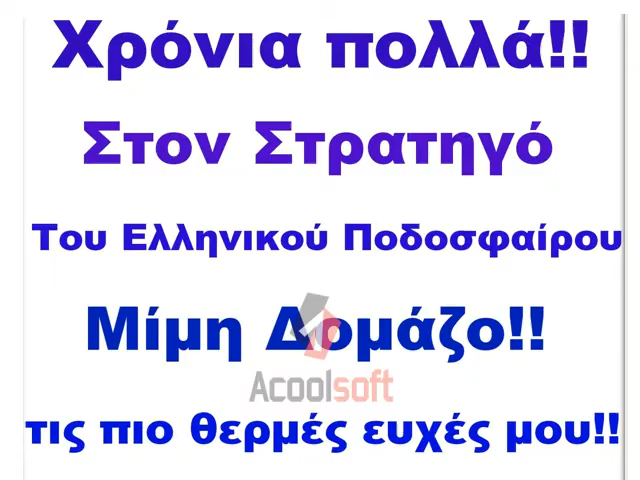 Χρόνια πολλά!!
Στον Στρατηγό
Του Ελληνικού Ποδοσφαίρου
Μίμη Δομάζο!!
Acoolsoft
τις πιο θερμές ευχές μου!!